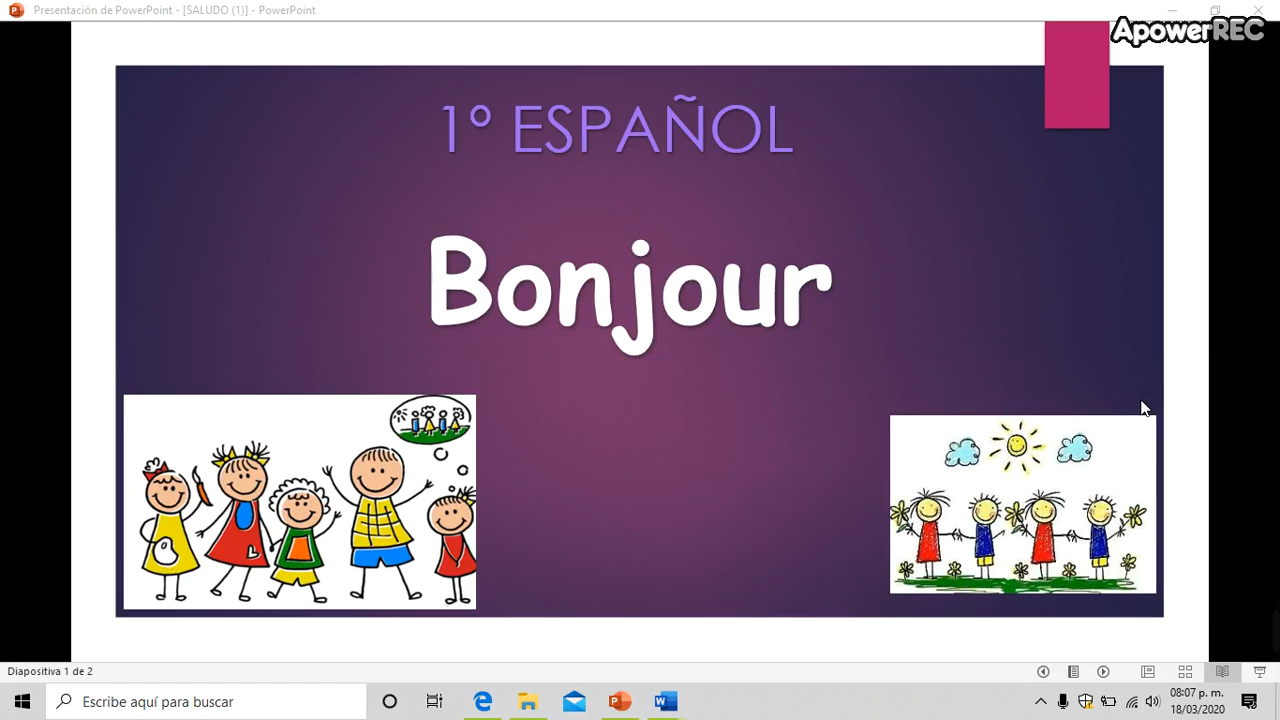 Presentación de PowerPoint - [SALUDO (1)] - PowerPoint
ApowerREC
1º ESPAÑOL
Bonjour
Diapositiva 1 de 2
Escribe aquí para buscar
08:07 p. m.
18/03/2020